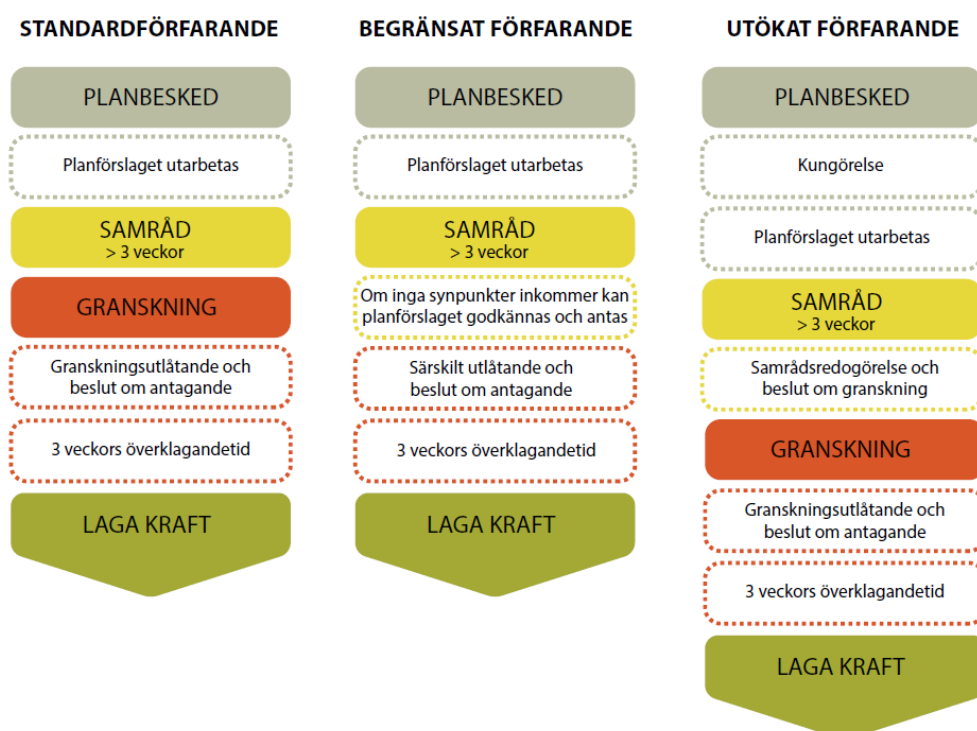 STANDARDFÖRFARANDE
PLANBESKED
Planförslaget utarbetas
SAMRÅD
> 3 veckor
GRANSKNING
Granskningsutlåtande och
beslut om antagande
3 veckors överklagandetid
LAGA KRAFT
BEGRÄNSAT FÖRFARANDE
PLANBESKED
Planförslaget utarbetas
SAMRÅD
> 3 veckor
Om inga synpunkter inkommer kan
planförslaget godkännas och antas
Särskilt utlåtande och
beslut om antagande
3 veckors överklagandetid
LAGA KRAFT
UTÖKAT FÖRFARANDE
PLANBESKED
Kungörelse
Planförslaget utarbetas
SAMRÅD
> 3 veckor
Samrådsredogörelse och
beslut om granskning
GRANSKNING
Granskningsutlåtande och
beslut om antagande
3 veckors överklagandetid
LAGA KRAFT